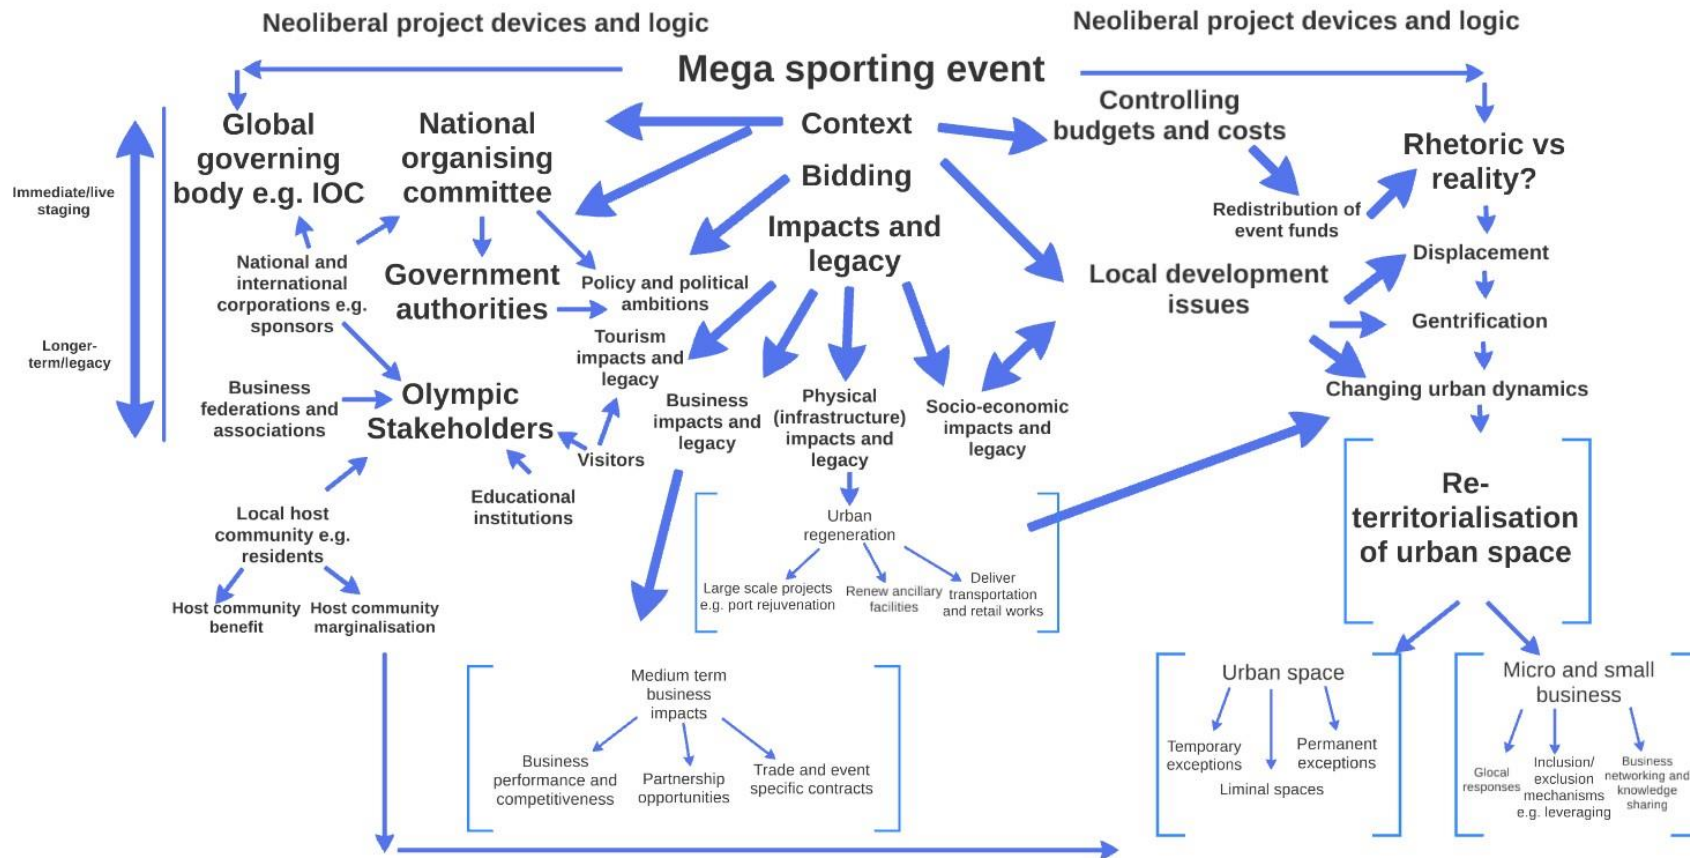 Neoliberal project devices and logic
Neoliberal project devices and logic
Mega sporting event
Global
governing
body e.g. IOC
National
organising
committee
Context
Bidding
Impacts and
legacy
Controlling
budgets and costs
Rhetoric vs
reality?
Immediate/live
staging
Longer-
term/legacy
Redistribution of
event funds
National and
international
corporations e.g.
sponsors
Government
authorities
Policy and political
ambitions
Local development
issues
Displacement
Gentrification
Changing urban dynamics
Tourism
impacts and
legacy
Business
federations and
associations
Olympic
Stakeholders
Business
impacts and
legacy
Physical
(infrastructure)
impacts and
legacy
Socio-economic
impacts and
legacy
Visitors
Educational
institutions
Local host
community e.g.
residents
Host community
benefit
Host community
marginalisation
Urban
regeneration
Large scale projects
e.g. port rejuvenation
Renew ancillary
facilities
Deliver
transportation
and retail works
Re-
territorialisation
of urban space
Medium term
business
impacts
Business
performance and
competitiveness
Partnership
opportunities
Trade and event
specific contracts
Urban space
Temporary
exceptions
Liminal spaces
Permanent
exceptions
Micro and small
business
Glocal
responses
Inclusion/
exclusion
mechanisms
e.g. leveraging
Business
networking and
knowledge
sharing